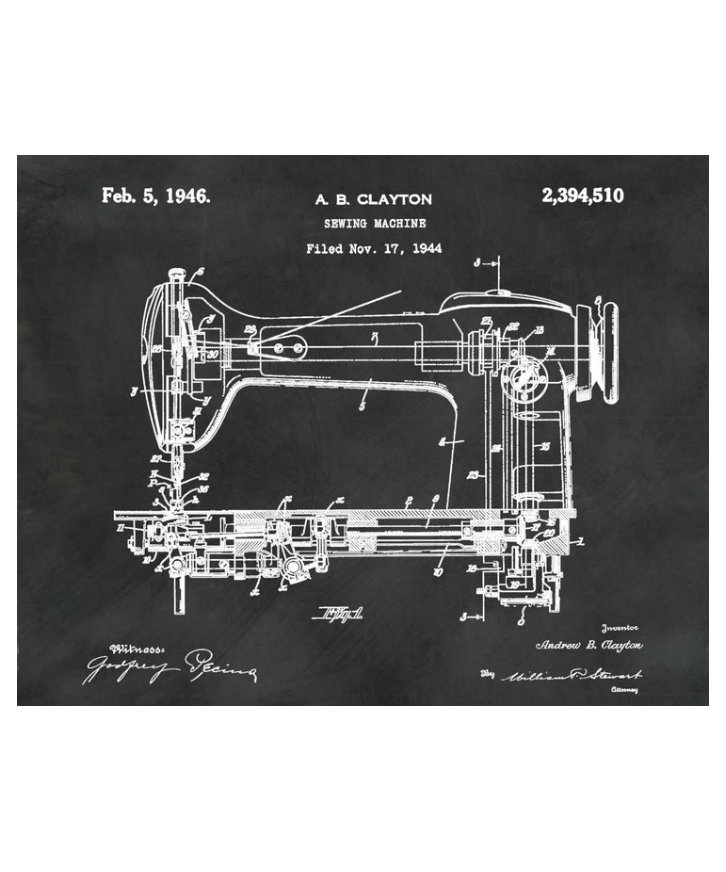 Feb. 5, 1946.
A. B. CLAYTON
2,394,510
SEWING MACHINE
Filed Nov. 17, 1944
Fig. 1
Witness:
Godfrey Pecina
Inventor
Andrew B. Clayton
By William P. Stewart
Attorney